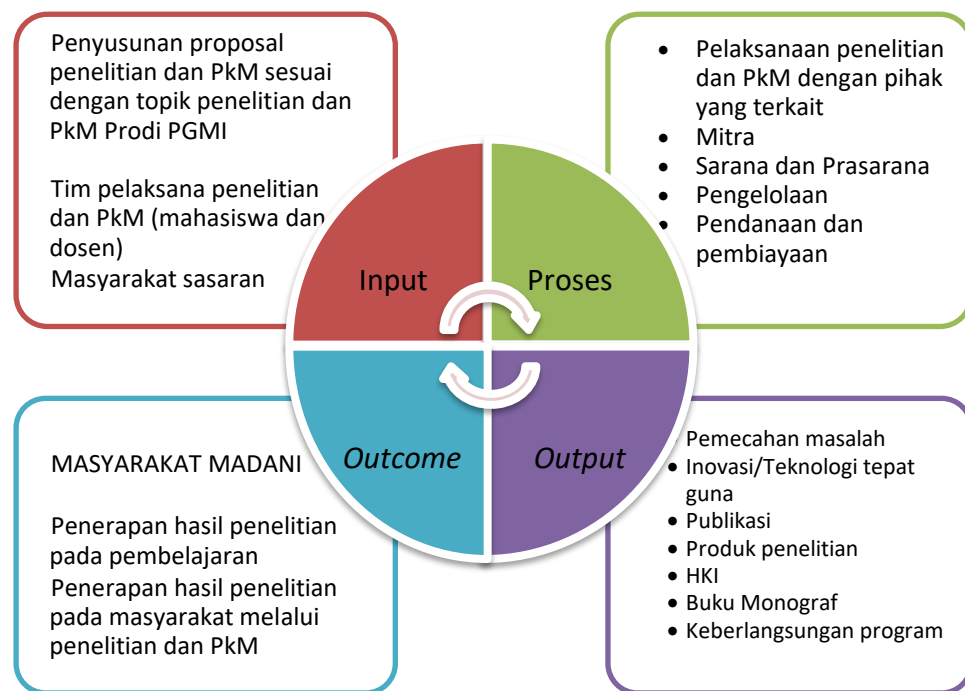 Penyusunan proposal
penelitian dan PkM sesuai
dengan topik penelitian dan
PkM Prodi PGMI
Tim pelaksana penelitian
dan PkM (mahasiswa dan
dosen)
Masyarakat sasaran
• Pelaksanaan penelitian
dan PkM dengan pihak
yang terkait
• Mitra
• Sarana dan Prasarana
• Pengelolaan
• Pendanaan dan
pembiayaan
Input
Proses
Outcome
Output
MASYARAKAT MADANI
Penerapan hasil penelitian
pada pembelajaran
Penerapan hasil penelitian
pada masyarakat melalui
penelitian dan PkM
• Pemecahan masalah
• Inovasi/Teknologi tepat
guna
• Publikasi
• Produk penelitian
• HKI
• Buku Monograf
• Keberlangsungan program